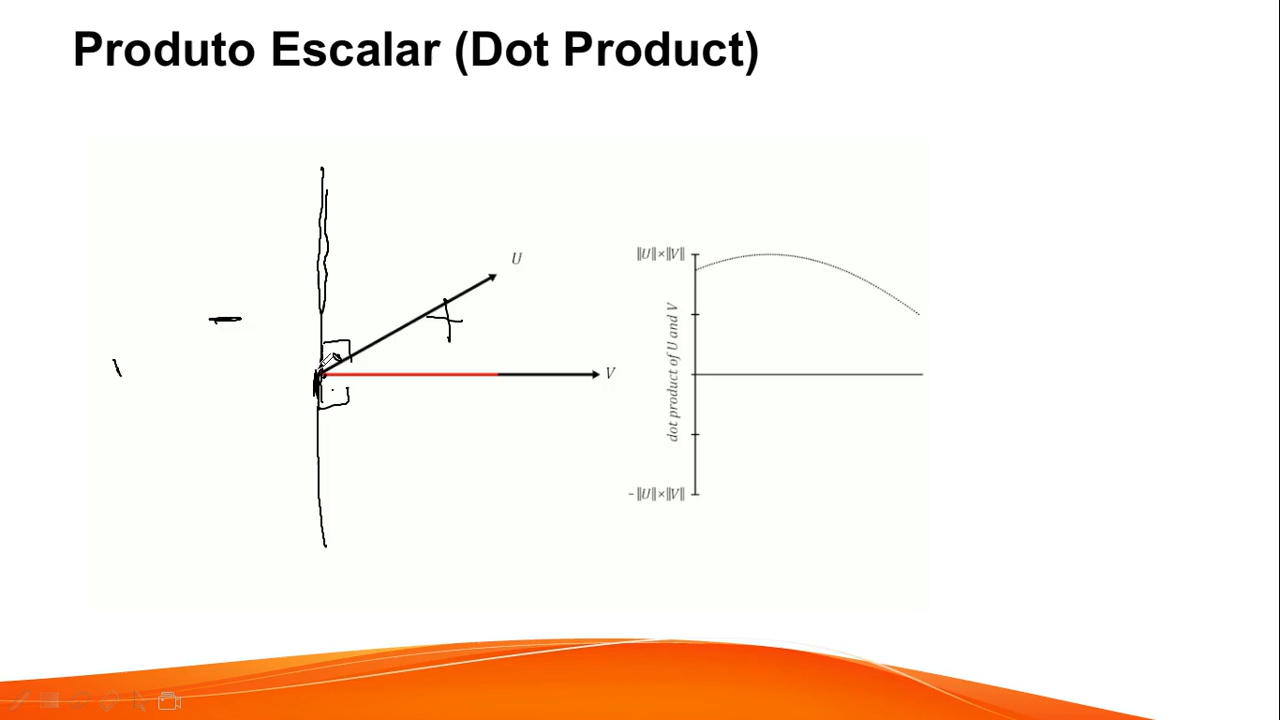 Produto Escalar (Dot Product)
U
V
‖U‖×‖V‖
dot product of U and V
−‖U‖×‖V‖